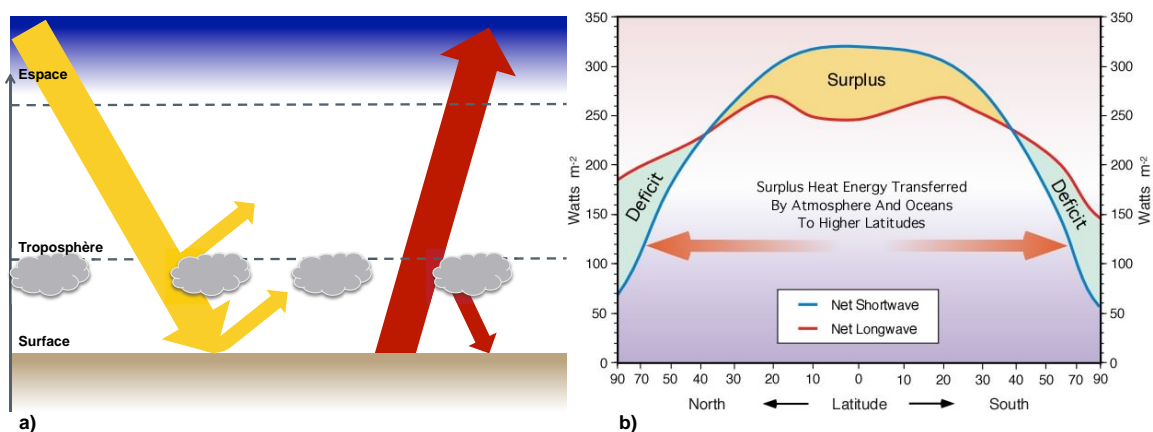 Espace
Troposphère
Surface
a)
350
300
250
200
150
100
50
0
Watts m-2
350
300
250
200
150
100
50
0
Watts m-2
Surplus
Deficit
Deficit
Surplus Heat Energy Transferred
By Atmosphere And Oceans
To Higher Latitudes
Net Shortwave
Net Longwave
90 70 50 40 30 20 10 0 10 20 30 40 50 70 90
North Latitude South
b)